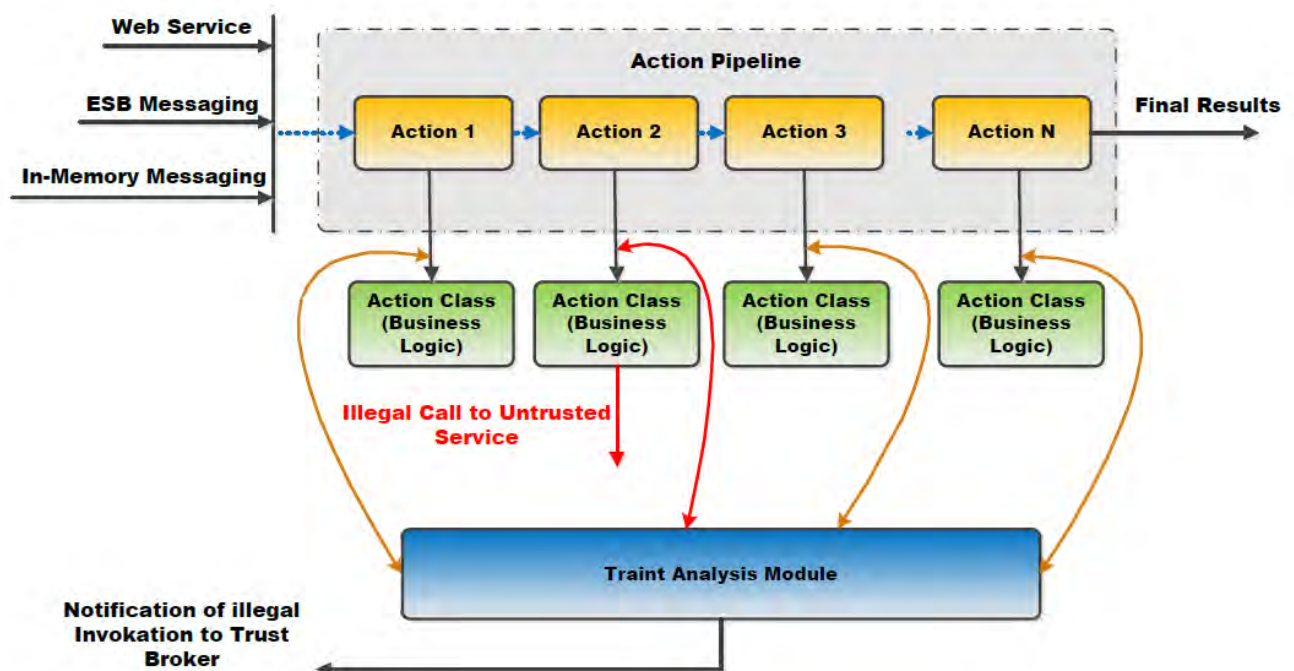 Web Service
ESB Messaging
In-Memory Messaging
Action Pipeline
Action 1
Action 2
Action 3
Action N
Final Results
Action Class
(Business
Logic)
Action Class
(Business
Logic)
Action Class
(Business
Logic)
Action Class
(Business
Logic)
Illegal Call to Untrusted
Service
Traint Analysis Module
Notification of illegal
Invokation to Trust
Broker